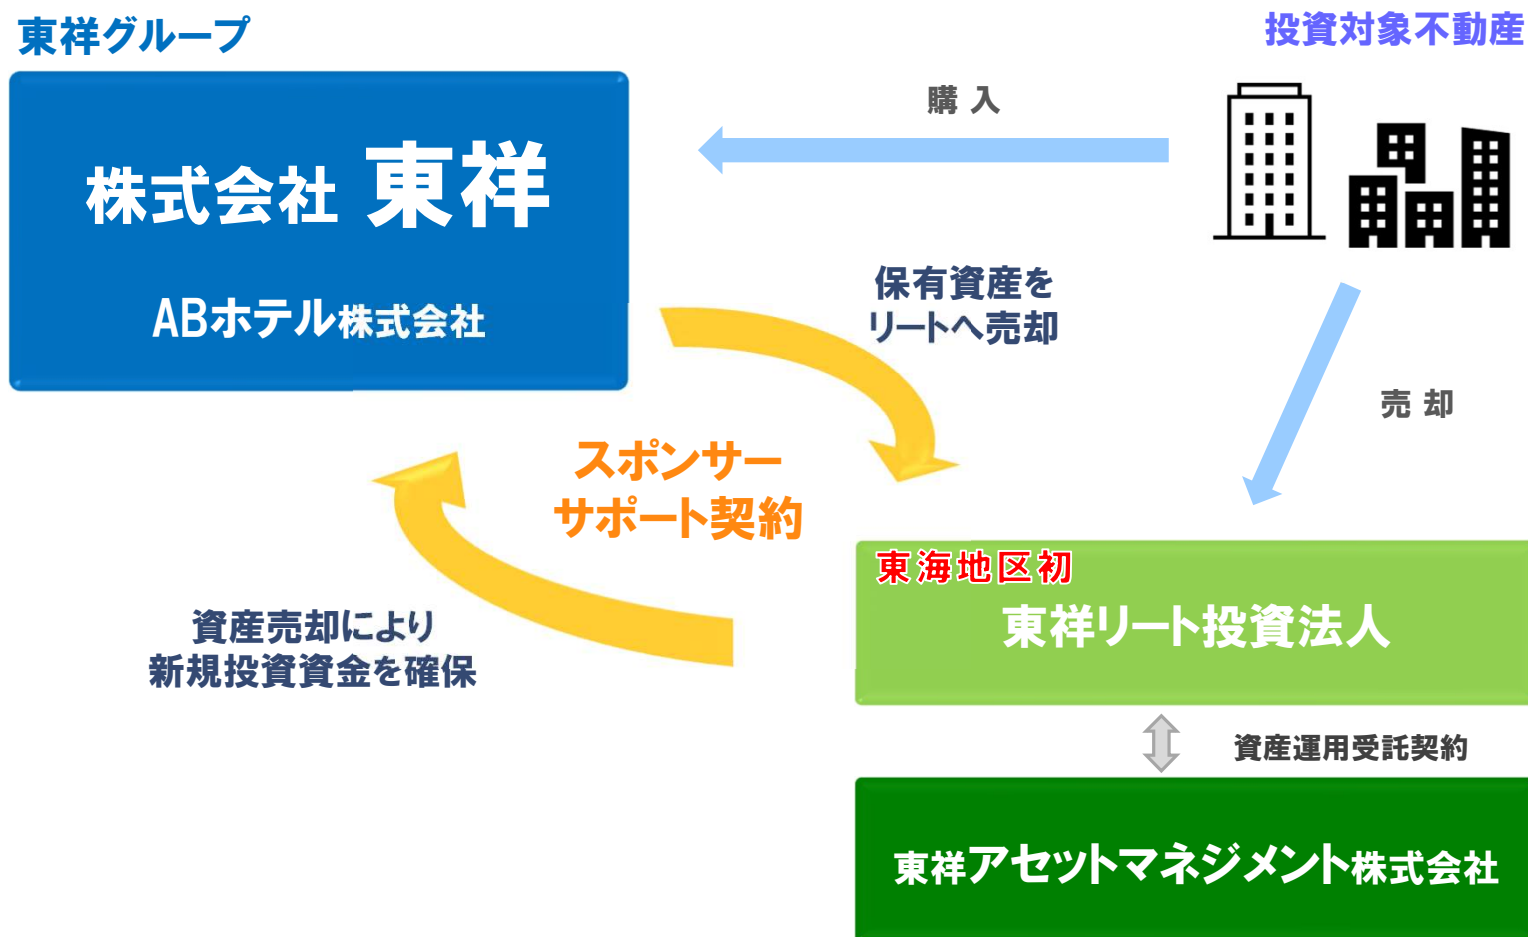 東祥グループ
投資対象不動産
購 入
株式会社 東祥
ABホテル株式会社
保有資産を
リートへ売却
売 却
スポンサー
サポート契約
東海地区初
東祥リート投資法人
資産売却により
新規投資資金を確保
資産運用受託契約
東祥アセットマネジメント株式会社